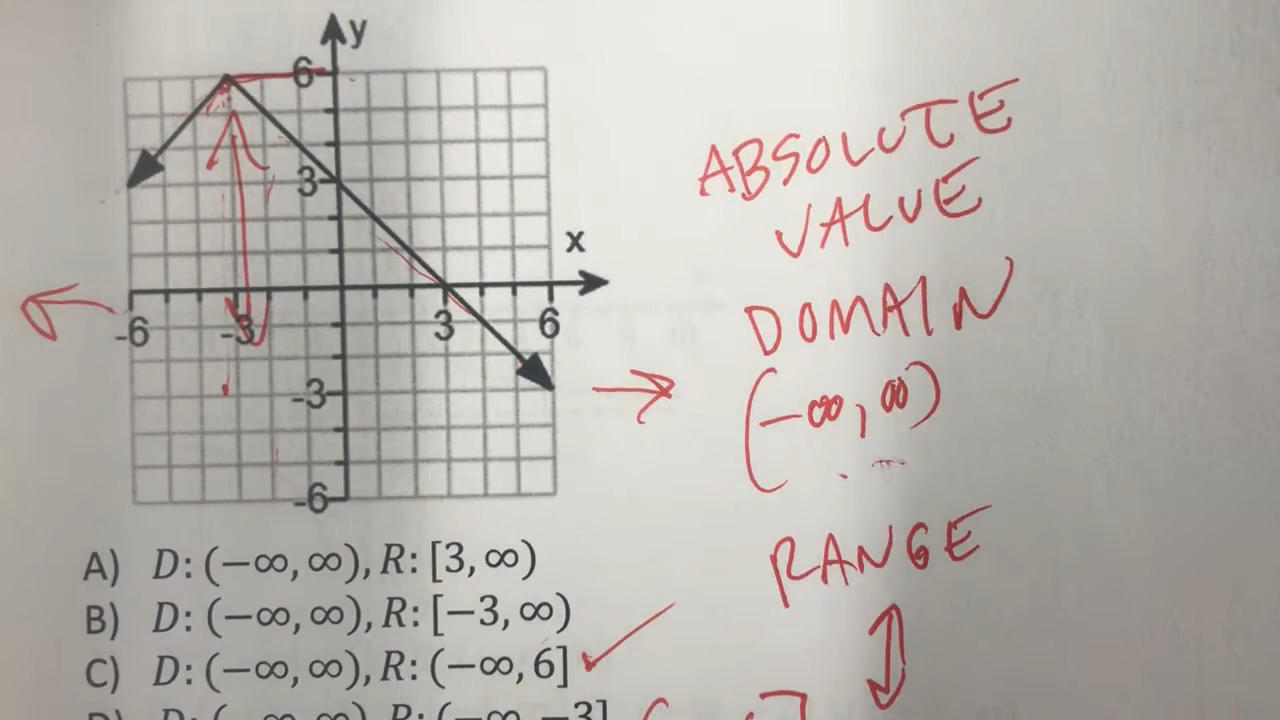 y
6
3
x
-6 -3 3 6
-3
-6
ABSOLUTE
VALUE
DOMAIN
(-∞, ∞)
RANGE
A) D: (−∞, ∞), R: [3, ∞)
B) D: (−∞, ∞), R: [−3, ∞)
C) D: (−∞, ∞), R: (−∞, 6]